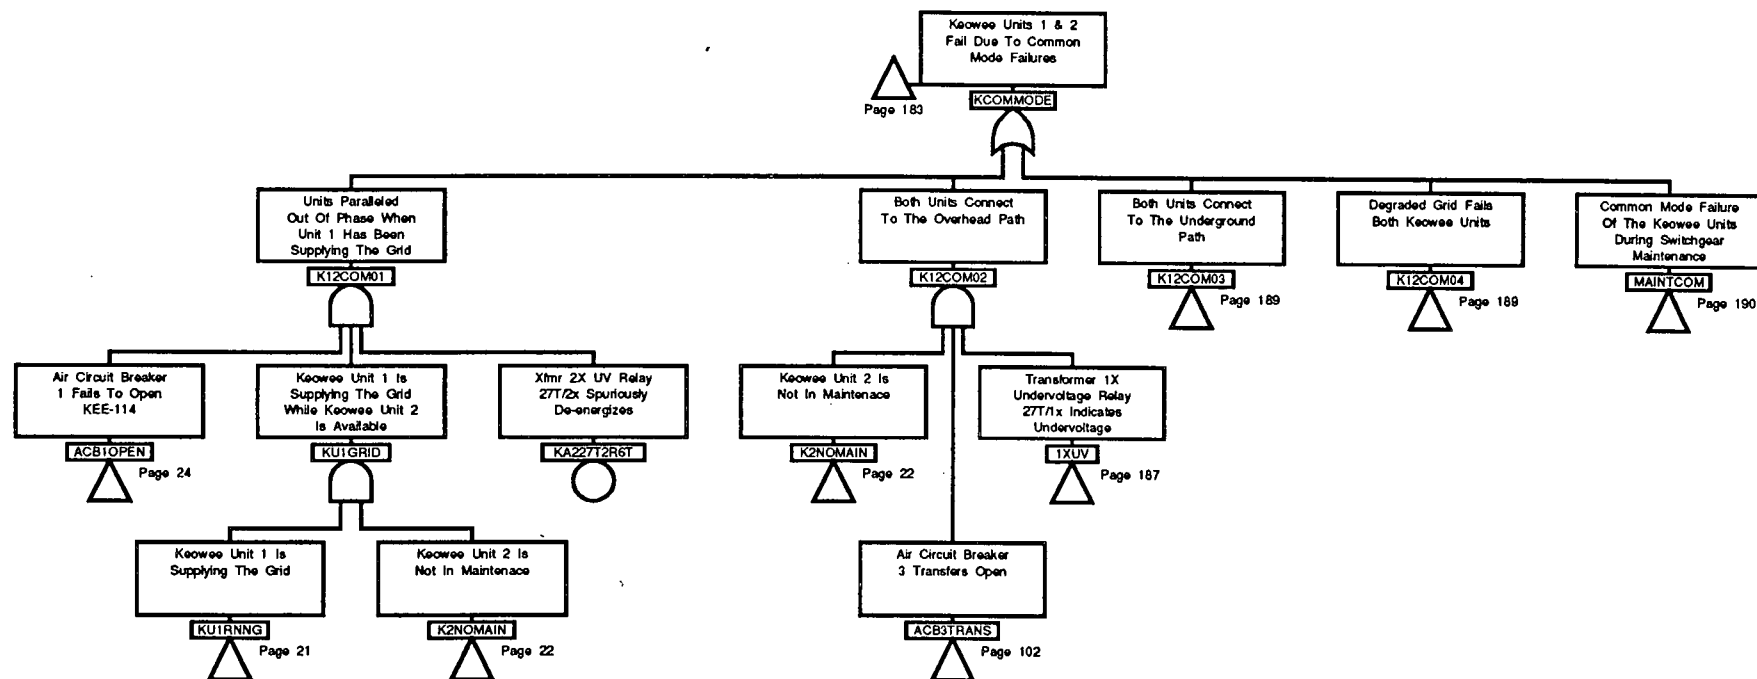 Keowee Units 1 & 2
Fail Due To Common
Mode Failures
Page 183
KCOMMODE
Units Paralleled
Out Of Phase When
Unit 1 Has Been
Supplying The Grid
K12COM01
Both Units Connect
To The Overhead Path
K12COM02
Both Units Connect
To The Underground
Path
K12COM03
Page 189
Degraded Grid Fails
Both Keowee Units
K12COM04
Page 189
Common Mode Failure
Of The Keowee Units
During Switchgear
Maintenance
MAINTCOM
Page 190
Air Circuit Breaker
1 Fails To Open
KEE-114
ACB1OPEN
Page 24
Keowee Unit 1 Is
Supplying The Grid
While Keowee Unit 2
Is Available
KU1GRID
Xfmr 2X UV Relay
27T/2x Spuriously
De-energizes
KA227T2R6T
Keowee Unit 2 Is
Not In Maintenace
K2NOMAIN
Page 22
Transformer 1X
Undervoltage Relay
27T/1x Indicates
Undervoltage
1XUV
Page 187
Keowee Unit 1 Is
Supplying The Grid
KU1RNNG
Page 21
Keowee Unit 2 Is
Not In Maintenace
K2NOMAIN
Page 22
Air Circuit Breaker
3 Transfers Open
ACB3TRANS
Page 102